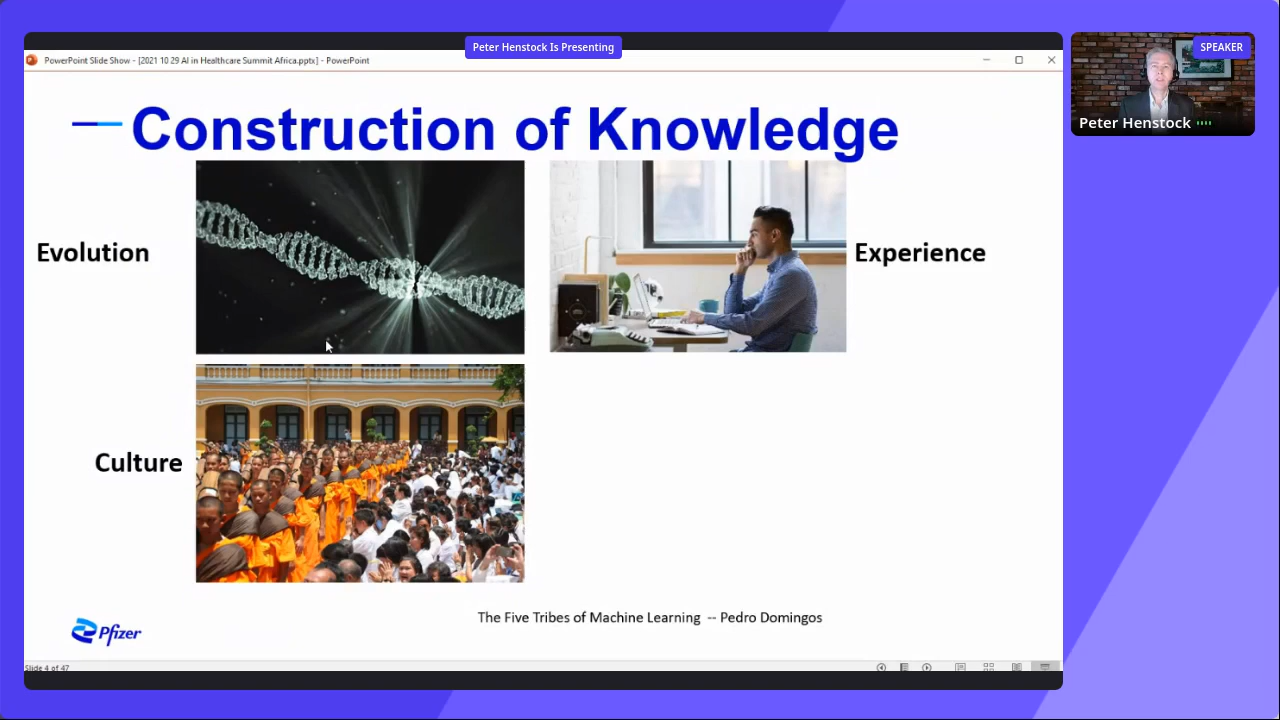 Peter Henstock Is Presenting
PowerPoint Slide Show - [2021 10 29 AI in Healthcare Summit Africa.pptx] - PowerPoint
SPEAKER
Peter Henstock
Construction of Knowledge
Evolution
Experience
Culture
The Five Tribes of Machine Learning -- Pedro Domingos
Pfizer
Slide 4 of 47